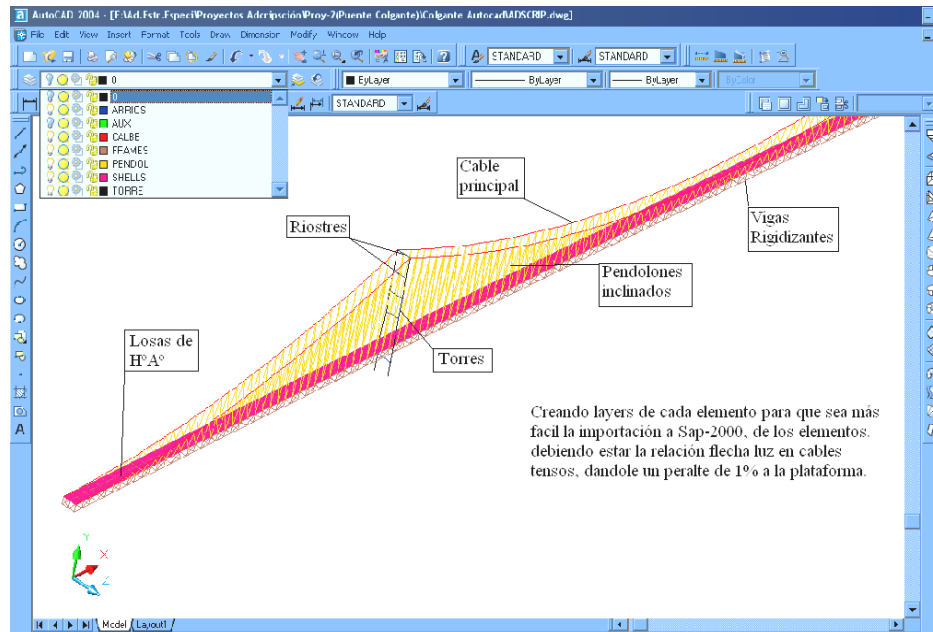 AutoCAD 2004 - [F:\Ad.Estr.Especi\Proyectos Adcripsción\Proy-2(Puente Colgante)\Colgante Autocad\ADSCRIP.dwg]
File Edit View Insert Format Tools Draw Dimension Modify Window Help
STANDARD STANDARD
0 ByLayer ByLayer ByLayer ByColor
STANDARD
0
ARRICS
AUX
CALBE
FFAMES
PENDOL
SHELLS
TORRE
Cable
principal
Vigas
Rigidizantes
Riostres
Pendolones
inclinados
Losas de
HºAº
Torres
Creando layers de cada elemento para que sea más
facil la importación a Sap-2000, de los elementos.
debiendo estar la relación flecha luz en cables
tensos, dandole un peralte de 1% a la plataforma.
Y
X
Z
A
Model Layout1